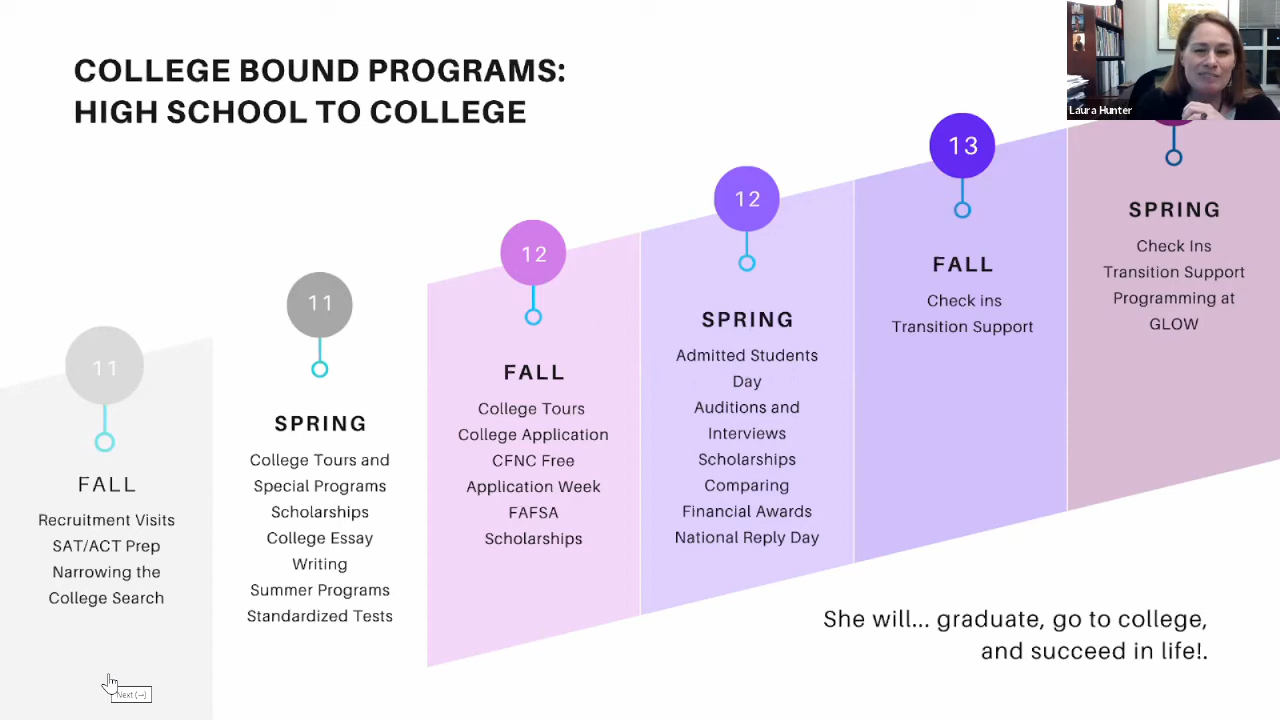 COLLEGE BOUND PROGRAMS:
HIGH SCHOOL TO COLLEGE
Laura Hunter
11
FALL
Recruitment Visits
SAT/ACT Prep
Narrowing the
College Search
11
SPRING
College Tours and
Special Programs
Scholarships
College Essay
Writing
Summer Programs
Standardized Tests
12
FALL
College Tours
College Application
CFNC Free
Application Week
FAFSA
Scholarships
12
SPRING
Admitted Students
Day
Auditions and
Interviews
Scholarships
Comparing
Financial Awards
National Reply Day
13
FALL
Check ins
Transition Support
SPRING
Check Ins
Transition Support
Programming at
GLOW
She will... graduate, go to college,
and succeed in life!.
Next (→)